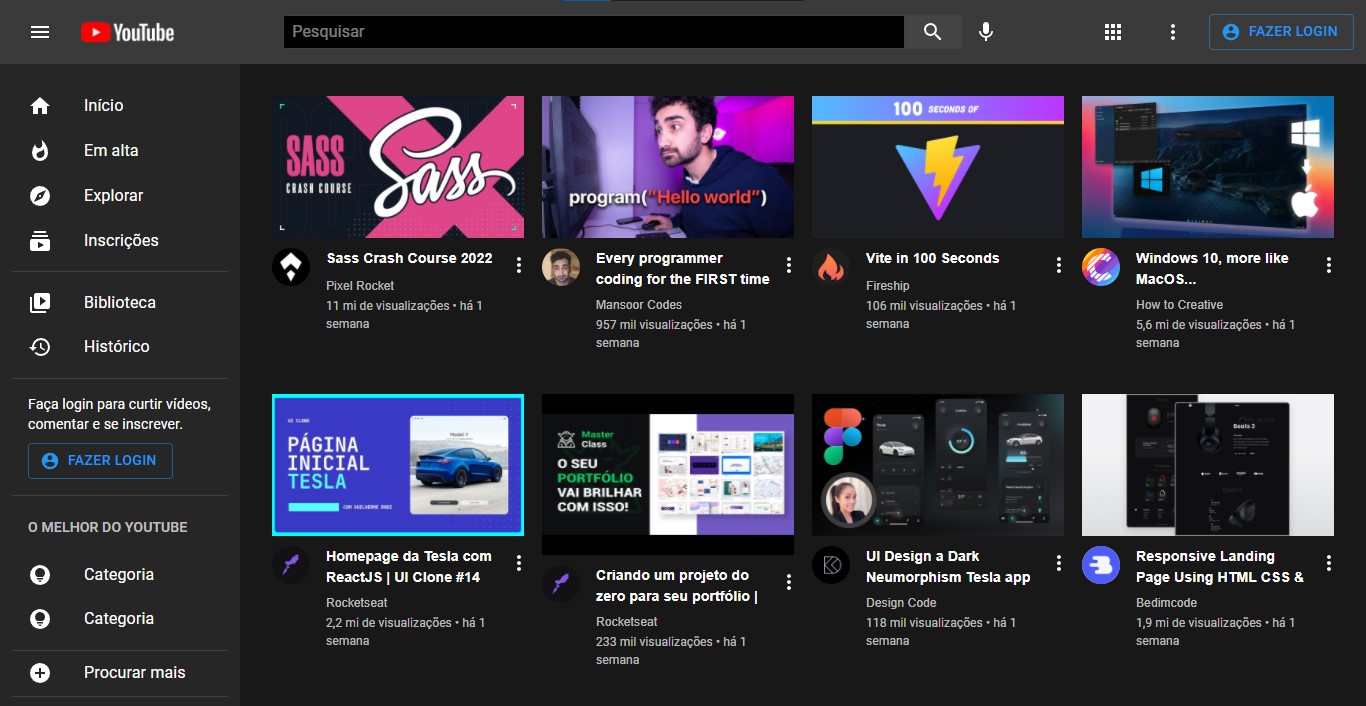 YouTube
Pesquisar
FAZER LOGIN
Início
Em alta
Explorar
Inscrições
Biblioteca
Histórico
Faça login para curtir vídeos,
comentar e se inscrever.
FAZER LOGIN
O MELHOR DO YOUTUBE
Categoria
Categoria
Procurar mais
SASS
CRASH COURSE
Sass
Sass Crash Course 2022
Pixel Rocket
11 mi de visualizações • há 1
semana
program("Hello world")
Every programmer
coding for the FIRST time
Mansoor Codes
957 mil visualizações • há 1
semana
100 SECONDS OF
Vite in 100 Seconds
Fireship
106 mil visualizações • há 1
semana
Windows 10, more like
MacOS...
How to Creative
5,6 mi de visualizações • há 1
semana
UI CLONE
PÁGINA
INICIAL
TESLA
COM GUILHERME RODZ
Model Y
Homepage da Tesla com
ReactJS | UI Clone #14
Rocketseat
2,2 mi de visualizações • há 1
semana
Master
Class
O SEU
PORTFÓLIO
VAI BRILHAR
COM ISSO!
Criando um projeto do
zero para seu portfólio |
Rocketseat
233 mil visualizações • há 1
semana
UI Design a Dark
Neumorphism Tesla app
Design Code
118 mil visualizações • há 1
semana
Beats 3
Responsive Landing
Page Using HTML CSS &
Bedimcode
1,9 mi de visualizações • há 1
semana